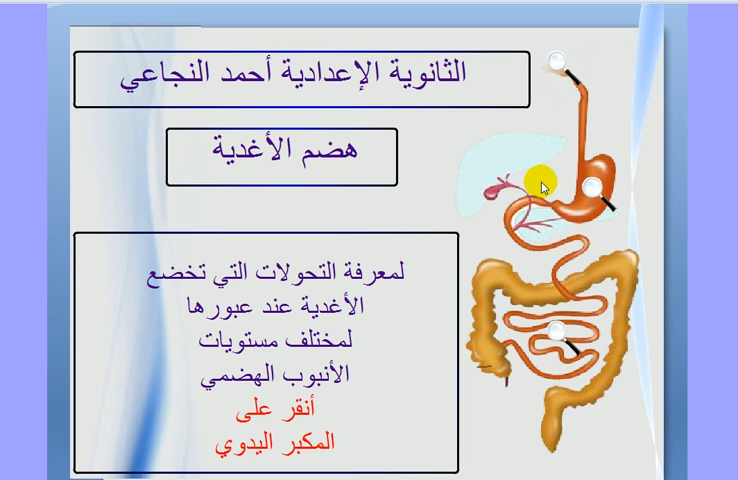 الثانوية الإعدادية أحمد النجاعي
هضم الأغدية
لمعرفة التحولات التي تخضع
الأغدية عند عبورها
لمختلف مستويات
الأنبوب الهضمي
أنقر على
المكبر اليدوي